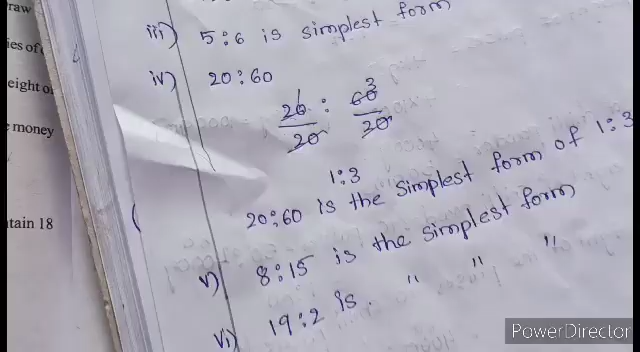 raw
ies of
eight o
money
tain 18
iii) 5:6 is simplest form
iv) 20:60
20/20 : 60/20
1 3
1:3
20:60 is the simplest form of 1:3
v) 8:15 is the simplest form
vi) 19:2 is. " " "
PowerDirector